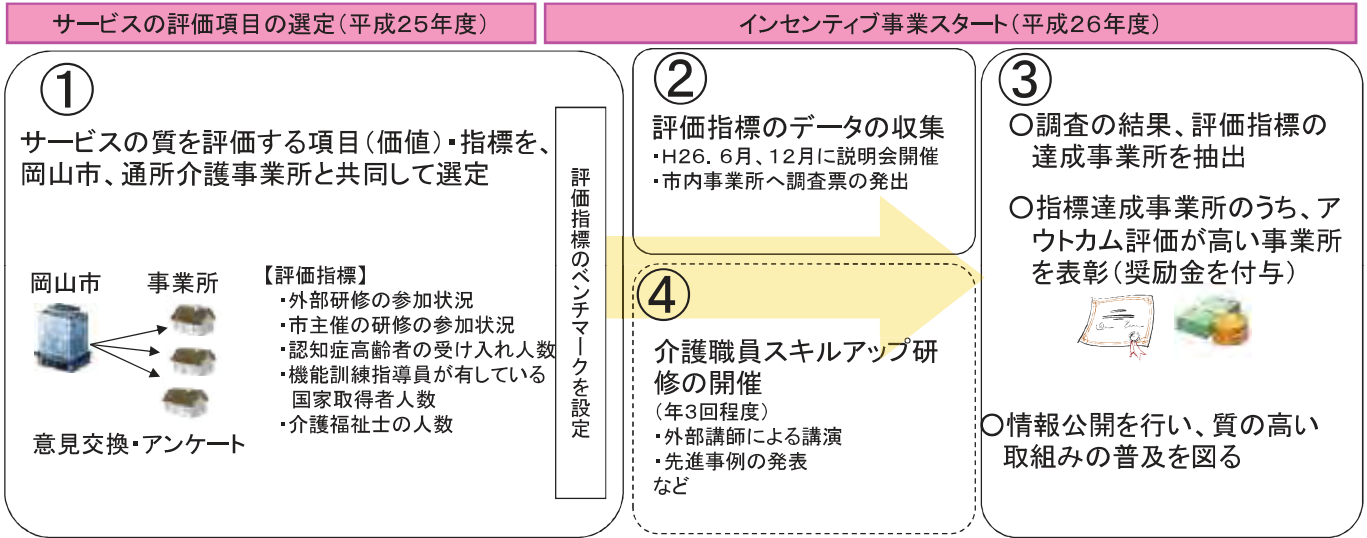 サービスの評価項目の選定(平成25年度)
インセンティブ事業スタート(平成26年度)
①
サービスの質を評価する項目(価値)・指標を、
岡山市、通所介護事業所と共同して選定
岡山市
事業所
意見交換・アンケート
【評価指標】
・外部研修の参加状況
・市主催の研修の参加状況
・認知症高齢者の受け入れ人数
・機能訓練指導員が有している
国家取得者人数
・介護福祉士の人数
評価指標のベンチマークを設定
②
評価指標のデータの収集
・H26.6月、12月に説明会開催
・市内事業所へ調査票の発出
④
介護職員スキルアップ研
修の開催
(年3回程度)
・外部講師による講演
・先進事例の発表
など
③
○調査の結果、評価指標の
達成事業所を抽出
○指標達成事業所のうち、ア
ウトカム評価が高い事業所
を表彰(奨励金を付与)
○情報公開を行い、質の高い
取組みの普及を図る